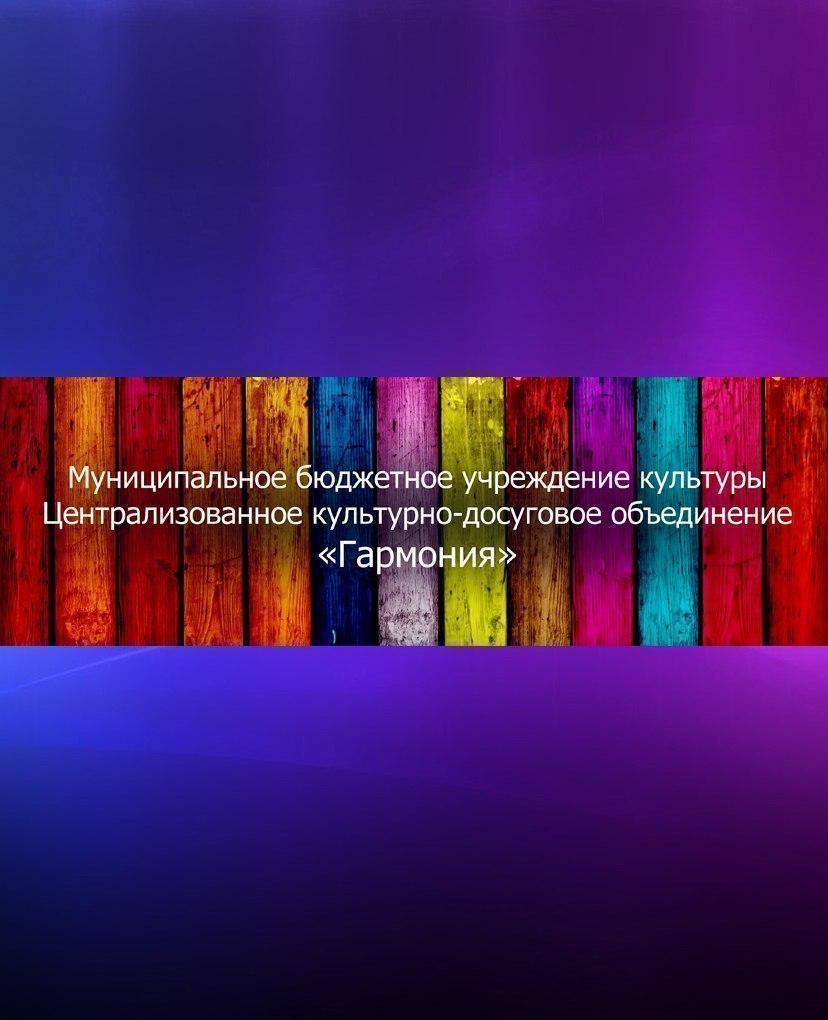 Муниципальное бюджетное учреждение культуры
Централизованное культурно-досуговое объединение
«Гармония»